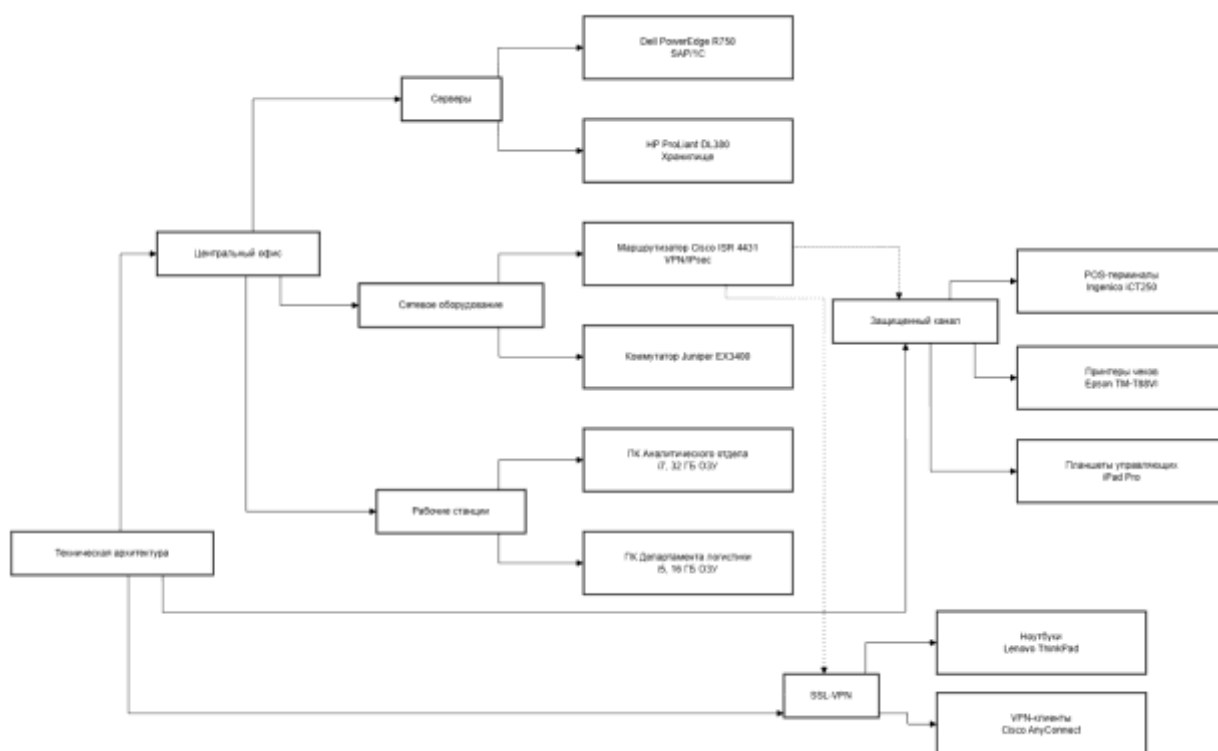 Dell PowerEdge R750
SAP/1C
Серверы
HP ProLiant DL380
Хранилище
Центральный офис
Маршрутизатор Cisco ISR 4431
VPN/IPsec
Сетевое оборудование
Защищенный канал
POS-терминалы
Ingenico iCT250
Коммутатор Juniper EX3400
Принтеры чеков
Epson TM-T88VI
ПК Аналитического отдела
i7, 32 ГБ ОЗУ
Планшеты управляющих
iPad Pro
Рабочие станции
Техническая архитектура
ПК Департамента логистики
i5, 16 ГБ ОЗУ
Ноутбуки
Lenovo ThinkPad
SSL-VPN
VPN-клиенты
Cisco AnyConnect